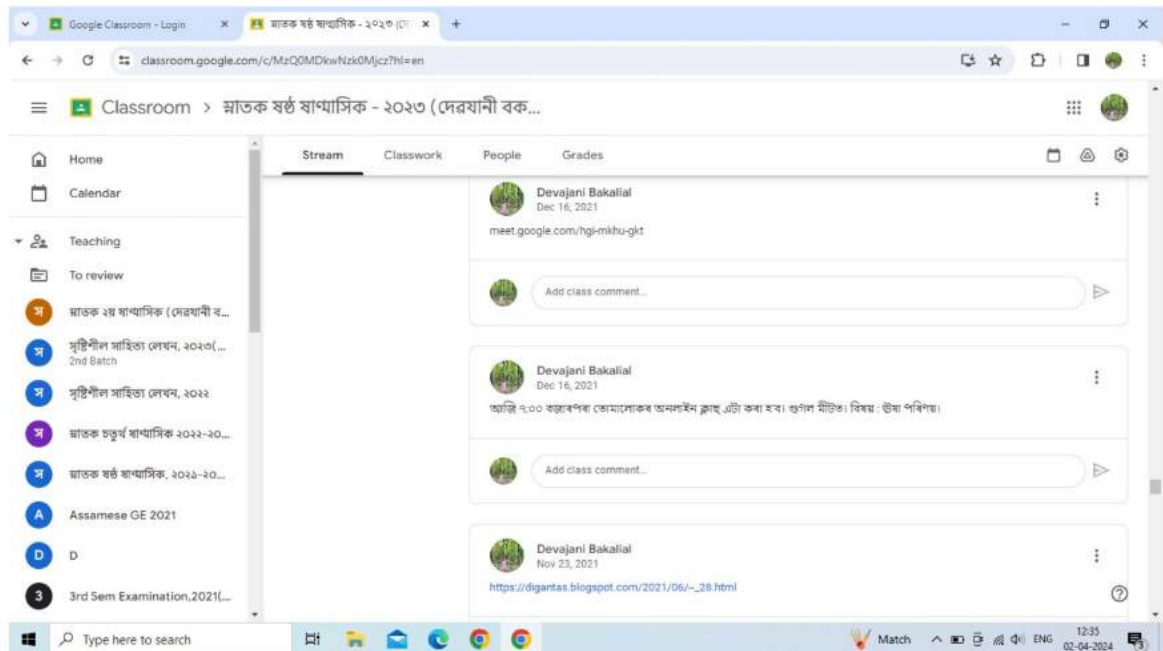 Google Classroom - Login
স্নাতক ষষ্ঠ ষাণ্মাসিক - ২০২৩ (দে
classroom.google.com/c/MzQ0MDkwNzk0Mjcz?hl=en
Classroom > স্নাতক ষষ্ঠ ষাণ্মাসিক - ২০২৩ (দেৱযানী বক...
Home
Calendar
Teaching
To review
স্নাতক ২য় ষাণ্মাসিক (দেৱযানী ব...
সৃষ্টিশীল সাহিত্য লেখন, ২০২৩(...
2nd Batch
সৃষ্টিশীল সাহিত্য লেখন, ২০২২
স্নাতক চতুৰ্থ ষাণ্মাসিক ২০২২-২০...
স্নাতক ষষ্ঠ ষাণ্মাসিক, ২০২১-২০...
Assamese GE 2021
D
3rd Sem Examination,2021(...
Stream Classwork People Grades
Devajani Bakalial
Dec 16, 2021
meet.google.com/hgi-mkhu-gkt
Add class comment...
Devajani Bakalial
Dec 16, 2021
আজি ৭:০০ বজাৰপৰা তোমালোকৰ অনলাইন ক্লাছ এটা কৰা হ'ব। গুগল মীটত। বিষয় : ঊষা পৰিণয়।
Add class comment...
Devajani Bakalial
Nov 23, 2021
https://digantas.blogspot.com/2021/06/~_28.html
Type here to search
Match
ENG
12:35
02-04-2024